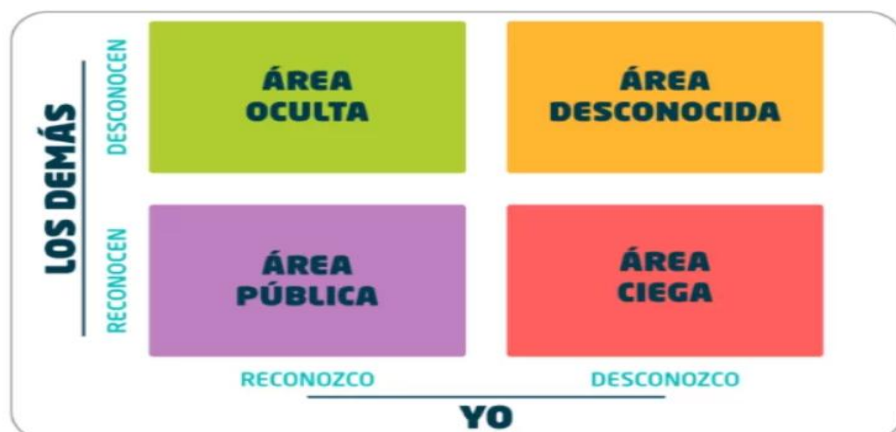 LOS DEMÁS
DESCONOCEN
RECONOCEN
ÁREA
OCULTA
ÁREA
DESCONOCIDA
ÁREA
PÚBLICA
ÁREA
CIEGA
RECONOZCO
DESCONOZCO
YO